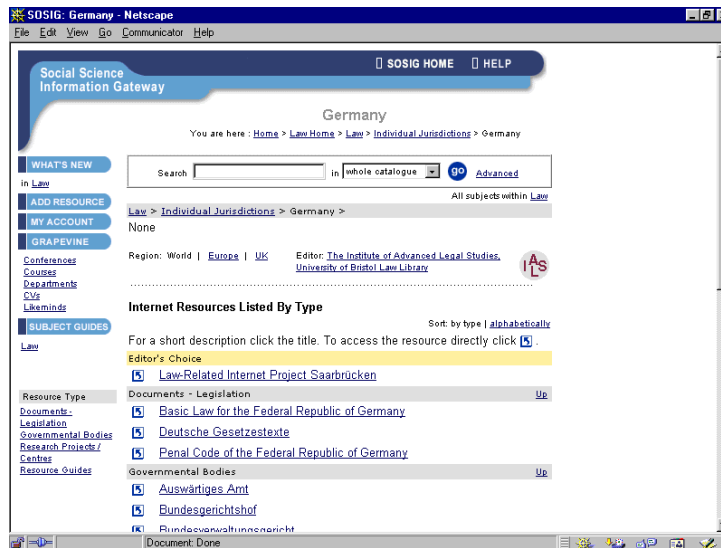 SOSIG: Germany - Netscape
File Edit View Go Communicator Help
Social Science
Information Gateway
SOSIG HOME HELP
Germany
You are here : Home > Law Home > Law > Individual Jurisdictions > Germany
WHAT'S NEW
in Law
ADD RESOURCE
MY ACCOUNT
GRAPEVINE
Conferences
Courses
Departments
CVs
Likeminds
SUBJECT GUIDES
Law
Resource Type
Documents -
Legislation
Governmental Bodies
Research Projects /
Centres
Resource Guides
Search in whole catalogue go Advanced
All subjects within Law
Law > Individual Jurisdictions > Germany >
None
Region: World | Europe | UK
Editor: The Institute of Advanced Legal Studies,
University of Bristol Law Library
IALS
Internet Resources Listed By Type
Sort: by type | alphabetically
For a short description click the title. To access the resource directly click .
Editor's Choice
Law-Related Internet Project Saarbrücken
Documents - Legislation Up
Basic Law for the Federal Republic of Germany
Deutsche Gesetzestexte
Penal Code of the Federal Republic of Germany
Governmental Bodies Up
Auswärtiges Amt
Bundesgerichtshof
Bundesverwaltungsgericht
Document: Done